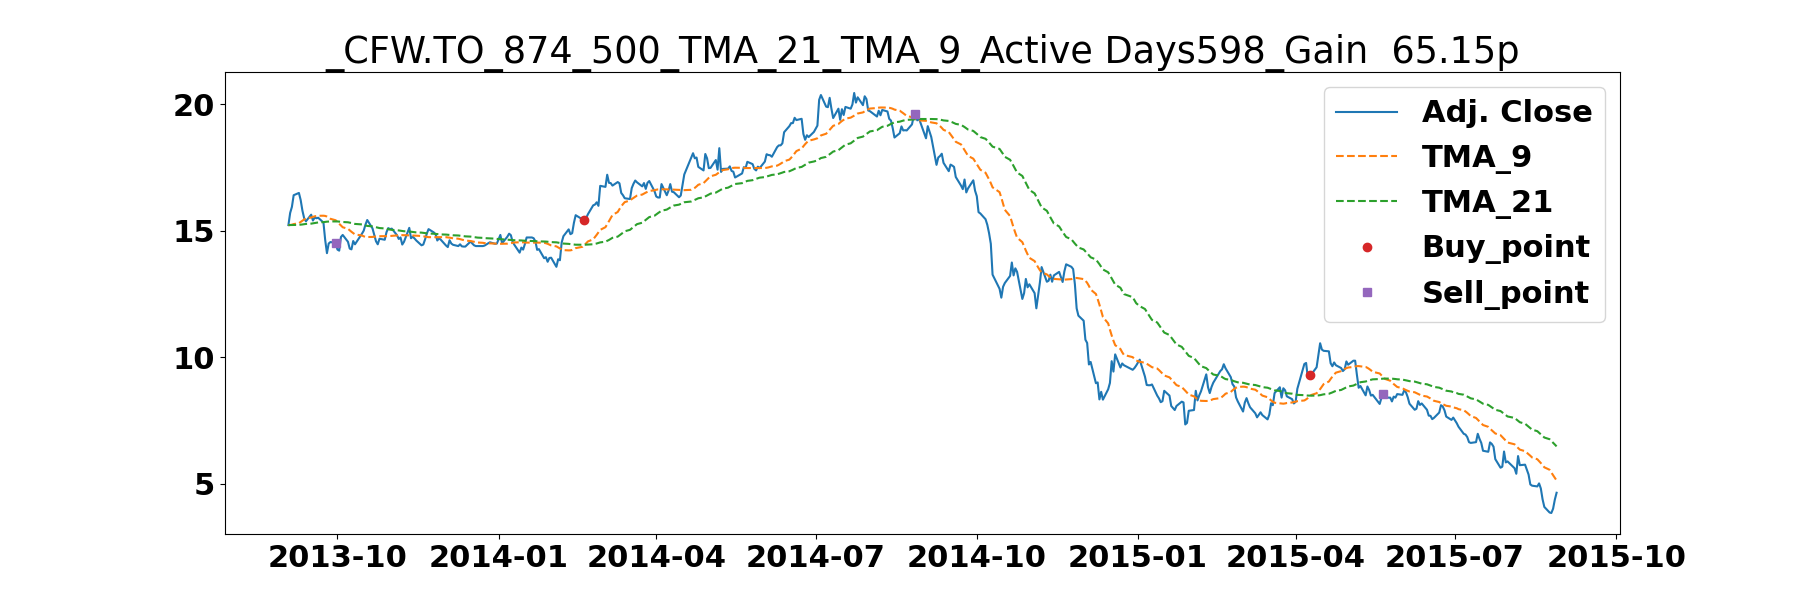 _CFW.TO_874_500_TMA_21_TMA_9_Active Days598_Gain  65.15p
20
15
10
5
Adj. Close
TMA_9
TMA_21
Buy_point
Sell_point
2013-10 2014-01 2014-04 2014-07 2014-10 2015-01 2015-04 2015-07 2015-10